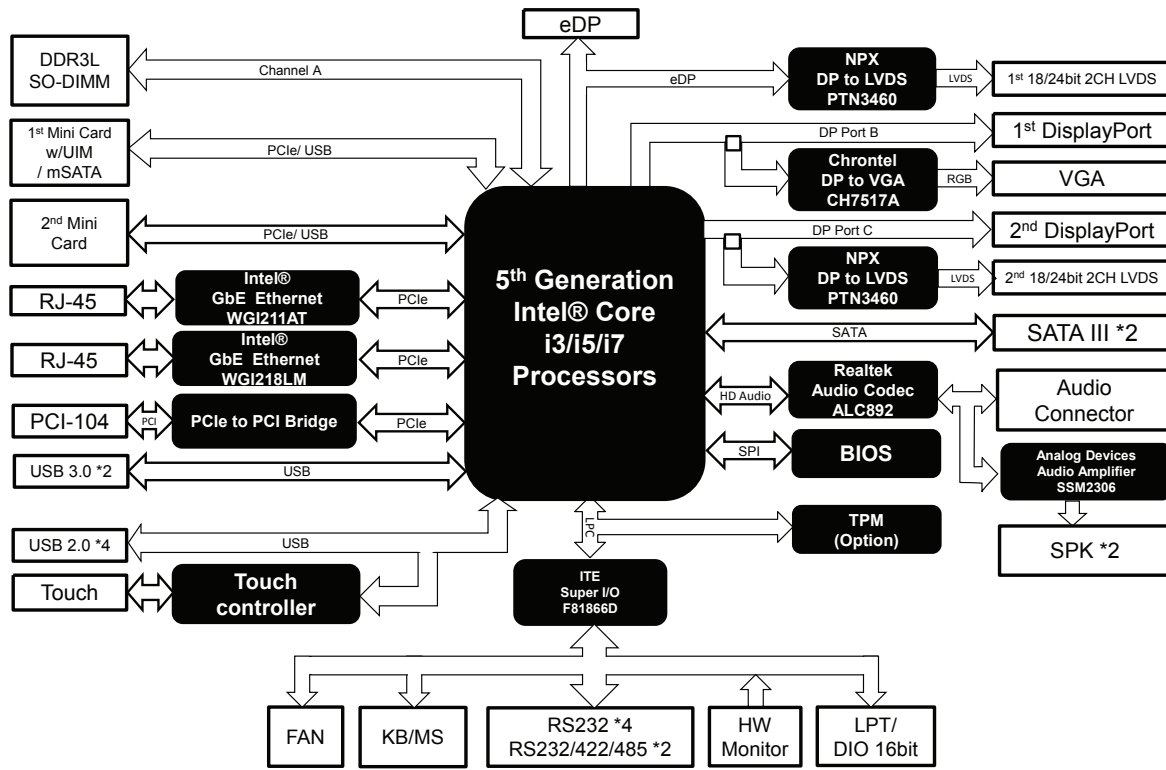 eDP
DDR3L
SO-DIMM
Channel A
eDP
NPX
DP to LVDS
PTN3460
LVDS
1st 18/24bit 2CH LVDS
1st Mini Card
w/UIM
/ mSATA
PCIe/ USB
DP Port B
1st DisplayPort
Chrontel
DP to VGA
CH7517A
RGB
VGA
2nd Mini
Card
PCIe/ USB
DP Port C
2nd DisplayPort
NPX
DP to LVDS
PTN3460
LVDS
2nd 18/24bit 2CH LVDS
5th Generation
Intel® Core
i3/i5/i7
Processors
RJ-45
Intel®
GbE Ethernet
WGI211AT
PCIe
SATA
SATA III *2
RJ-45
Intel®
GbE Ethernet
WGI218LM
PCIe
HD Audio
Realtek
Audio Codec
ALC892
Audio
Connector
PCI-104
PCI
PCIe to PCI Bridge
PCIe
SPI
BIOS
Analog Devices
Audio Amplifier
SSM2306
USB 3.0 *2
USB
SPK *2
USB 2.0 *4
USB
LPC
TPM
(Option)
Touch
Touch
controller
ITE
Super I/O
F81866D
FAN
KB/MS
RS232 *4
RS232/422/485 *2
HW
Monitor
LPT/
DIO 16bit